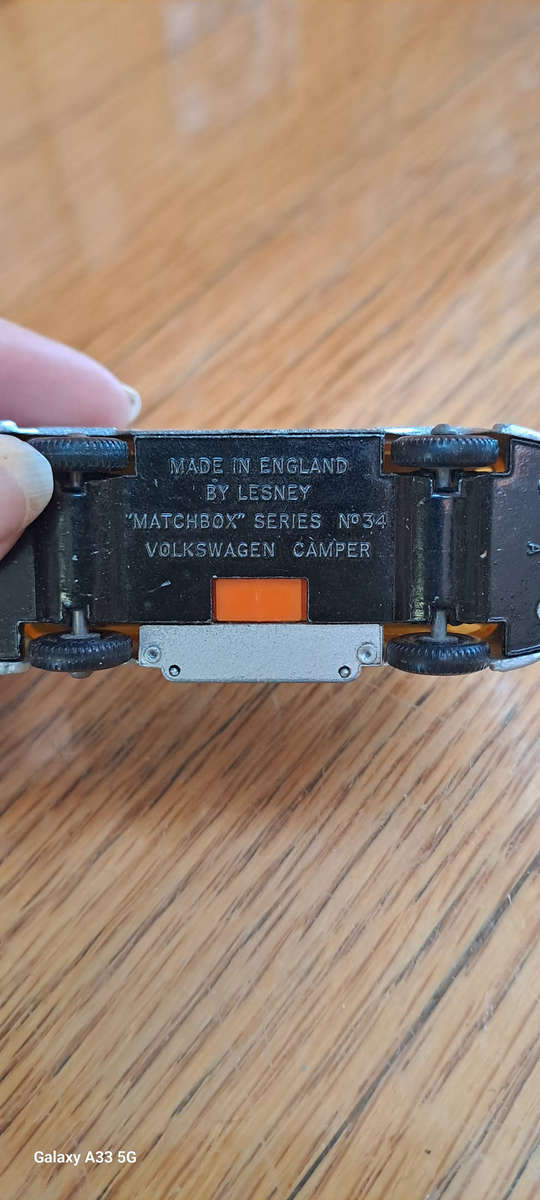 MADE IN ENGLAND
BY LESNEY
"MATCHBOX" SERIES Nº34
VOLKSWAGEN CAMPER
A
Galaxy A33 5G